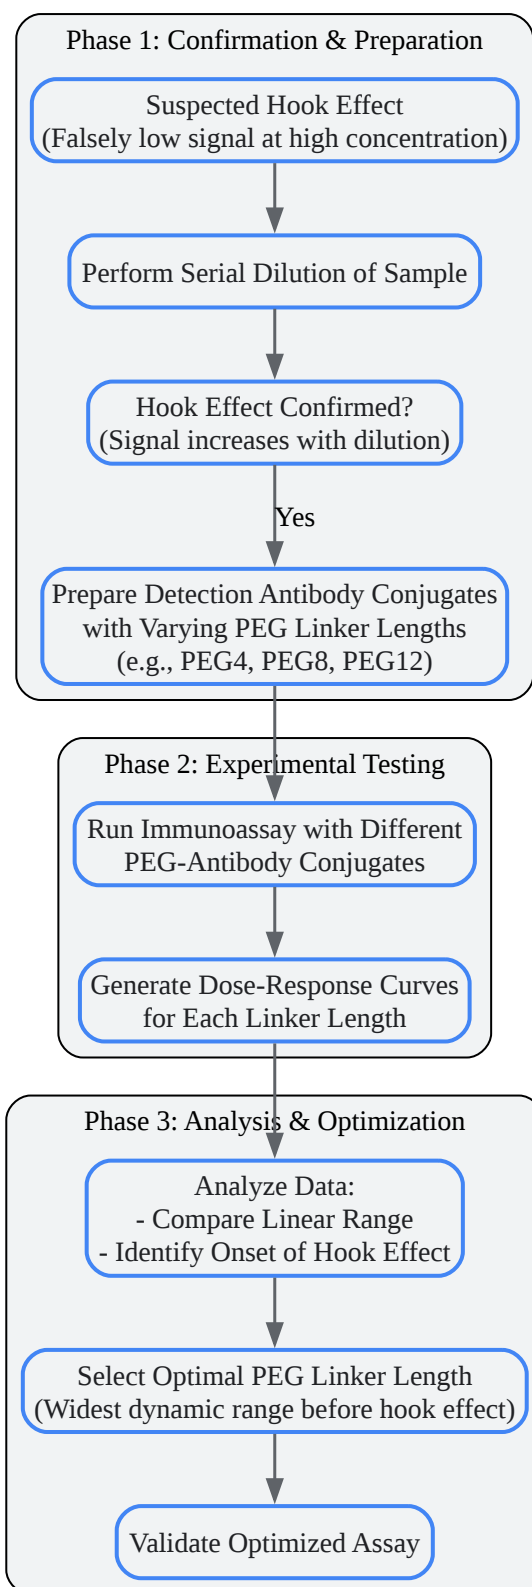 Phase 1: Confirmation & Preparation
Suspected Hook Effect
(Falsely low signal at high concentration)
Perform Serial Dilution of Sample
Hook Effect Confirmed?
(Signal increases with dilution)
Yes
Prepare Detection Antibody Conjugates
with Varying PEG Linker Lengths
(e.g., PEG4, PEG8, PEG12)
Phase 2: Experimental Testing
Run Immunoassay with Different
PEG-Antibody Conjugates
Generate Dose-Response Curves
for Each Linker Length
Phase 3: Analysis & Optimization
Analyze Data:
- Compare Linear Range
- Identify Onset of Hook Effect
Select Optimal PEG Linker Length
(Widest dynamic range before hook effect)
Validate Optimized Assay